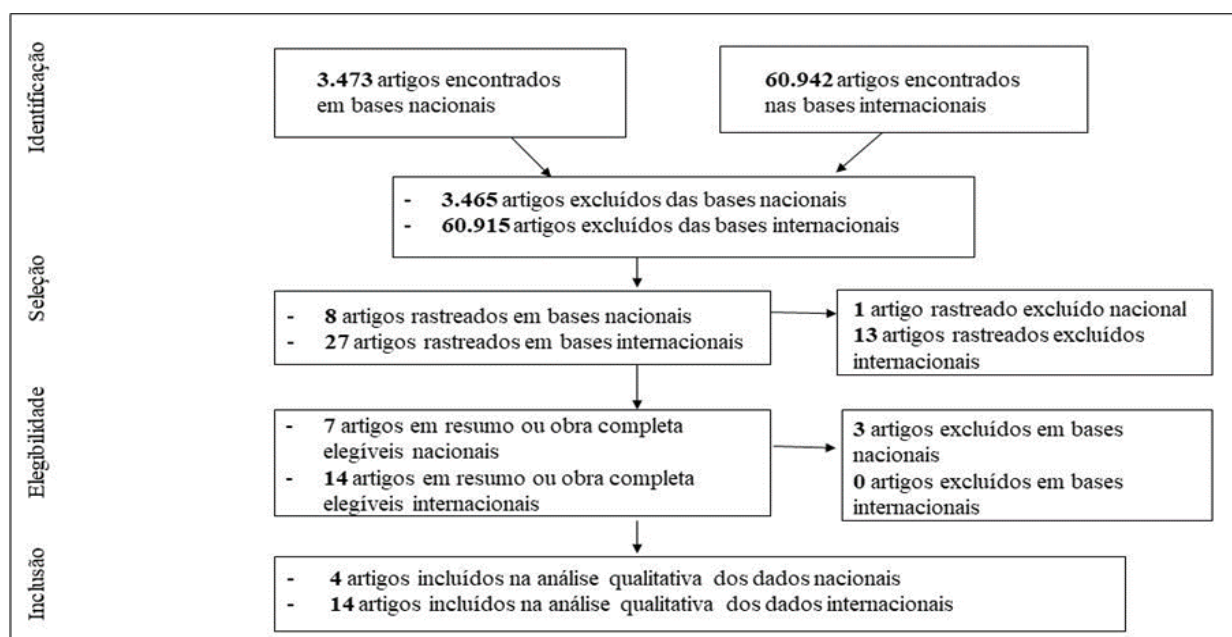 Identificação
3.473 artigos encontrados
em bases nacionais
60.942 artigos encontrados
nas bases internacionais
- 3.465 artigos excluídos das bases nacionais
- 60.915 artigos excluídos das bases internacionais
Seleção
- 8 artigos rastreados em bases nacionais
- 27 artigos rastreados em bases internacionais
1 artigo rastreado excluído nacional
13 artigos rastreados excluídos
internacionais
Elegibilidade
- 7 artigos em resumo ou obra completa
elegíveis nacionais
- 14 artigos em resumo ou obra completa
elegíveis internacionais
3 artigos excluídos em bases
nacionais
0 artigos excluídos em bases
internacionais
Inclusão
- 4 artigos incluídos na análise qualitativa dos dados nacionais
- 14 artigos incluídos na análise qualitativa dos dados internacionais